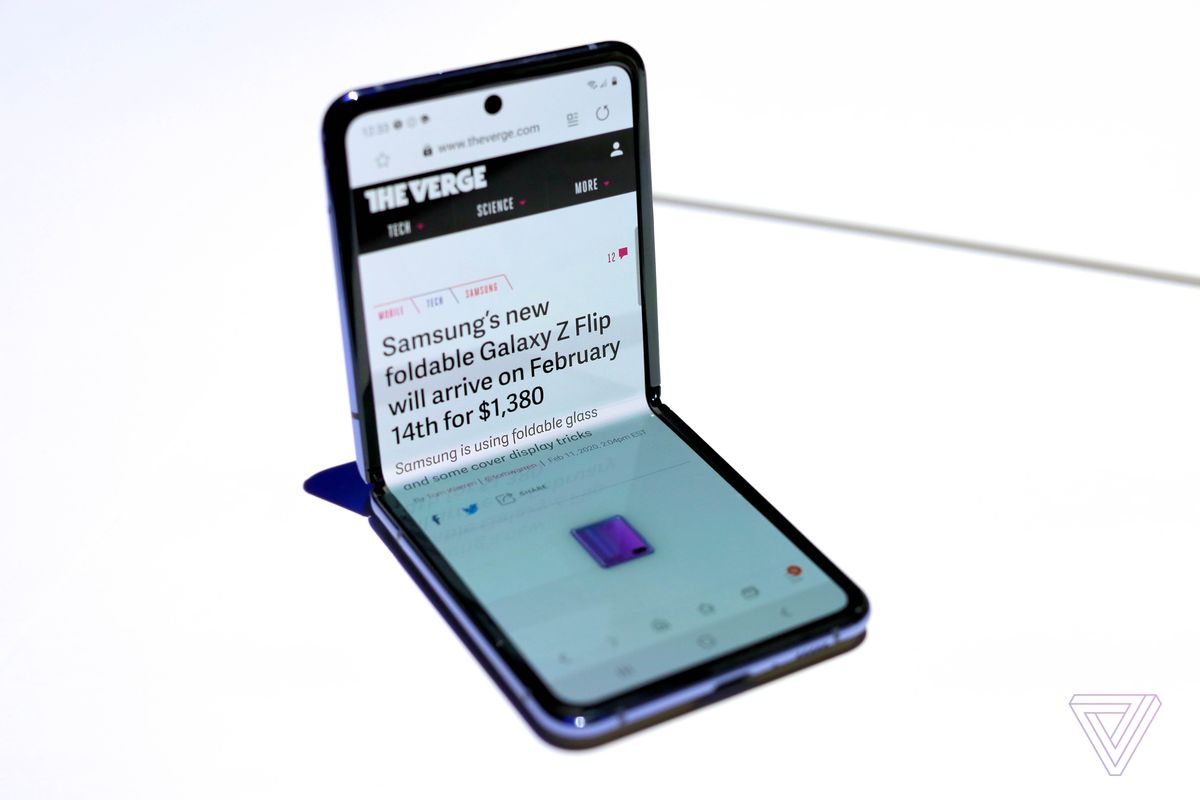 12:33
www.theverge.com
THE VERGE
TECH SCIENCE MORE
12
MOBILE TECH SAMSUNG
Samsung's new
foldable Galaxy Z Flip
will arrive on February
14th for $1,380
Samsung is using foldable glass
and some cover display tricks
By Tom Warren | @tomwarren | Feb 11, 2020, 2:04pm EST
SHARE